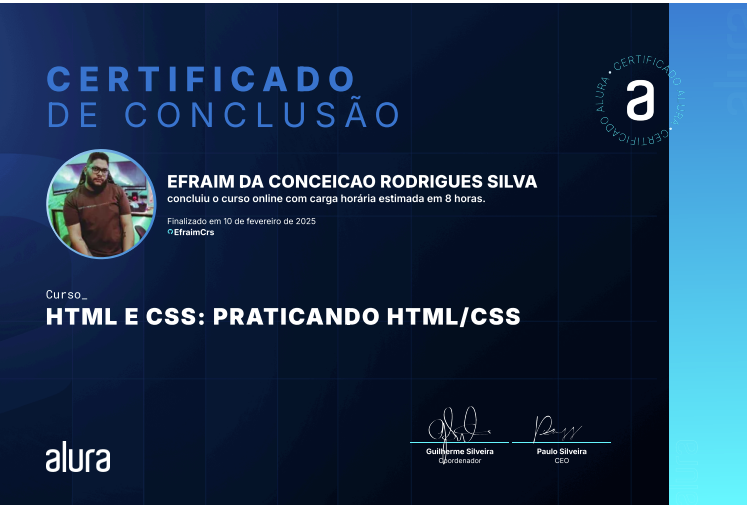 CERTIFICADO
DE CONCLUSÃO
CERTIFICADO ALURA • CERTIFICADO ALURA •
a
EFRAIM DA CONCEICAO RODRIGUES SILVA
concluiu o curso online com carga horária estimada em 8 horas.
Finalizado em 10 de fevereiro de 2025
EfraimCrs
Curso_
HTML E CSS: PRATICANDO HTML/CSS
alura
Guilherme Silveira
Coordenador
Paulo Silveira
CEO